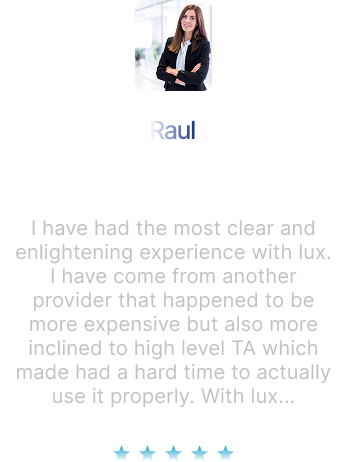 Raul
I have had the most clear and
enlightening experience with lux.
I have come from another
provider that happened to be
more expensive but also more
inclined to high level TA which
made had a hard time to actually
use it properly. With lux...